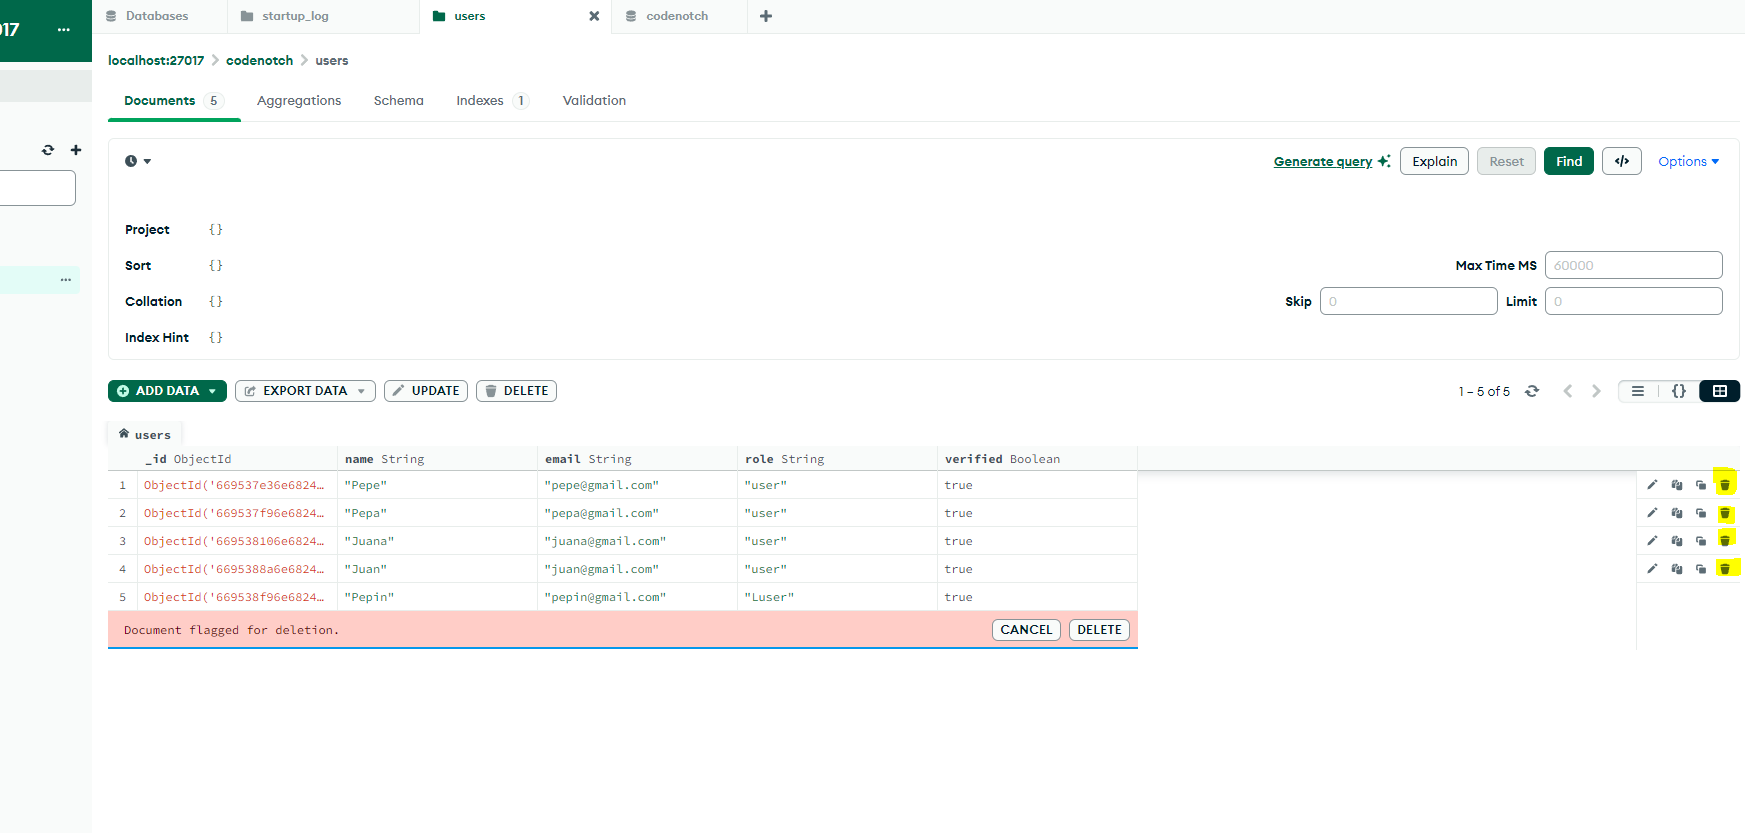 Databases startup_log users codenotch
017
localhost:27017 codenotch users
Documents 5 Aggregations Schema Indexes 1 Validation
Generate query Explain Reset Find </> Options
Project {}
Sort {} Max Time MS 60000
Collation {} Skip 0 Limit 0
Index Hint {}
ADD DATA EXPORT DATA UPDATE DELETE 1 – 5 of 5 {}
users
_id ObjectId name String email String role String verified Boolean
1 ObjectId('669537e36e6824… "Pepe" "pepe@gmail.com" "user" true
2 ObjectId('669537f96e6824… "Pepa" "pepa@gmail.com" "user" true
3 ObjectId('669538106e6824… "Juana" "juana@gmail.com" "user" true
4 ObjectId('6695388a6e6824… "Juan" "juan@gmail.com" "user" true
5 ObjectId('669538f96e6824… "Pepin" "pepin@gmail.com" "Luser" true
Document flagged for deletion. CANCEL DELETE